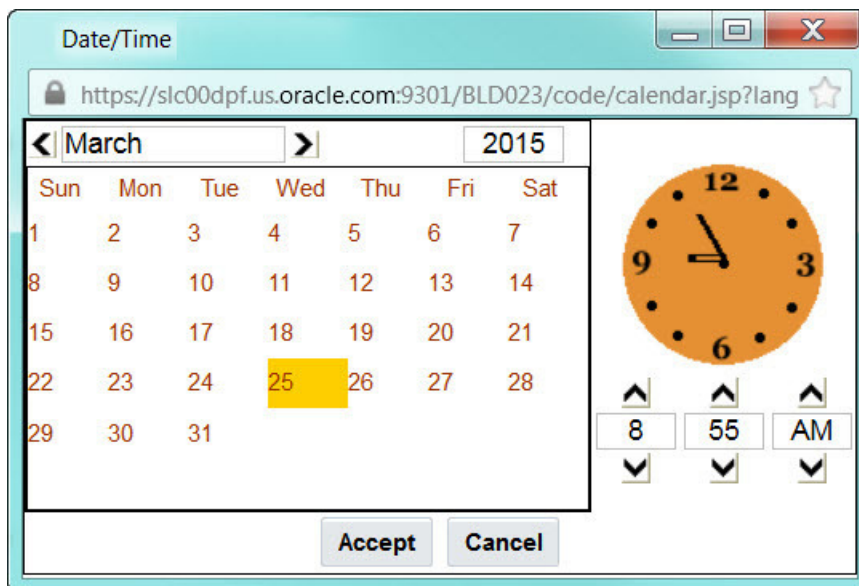 Date/Time
https://slc00dpf.us.oracle.com:9301/BLD023/code/calendar.jsp?lang
March 2015
Sun Mon Tue Wed Thu Fri Sat
1 2 3 4 5 6 7
8 9 10 11 12 13 14
15 16 17 18 19 20 21
22 23 24 25 26 27 28
29 30 31
12
9 3
6
8 55 AM
Accept Cancel